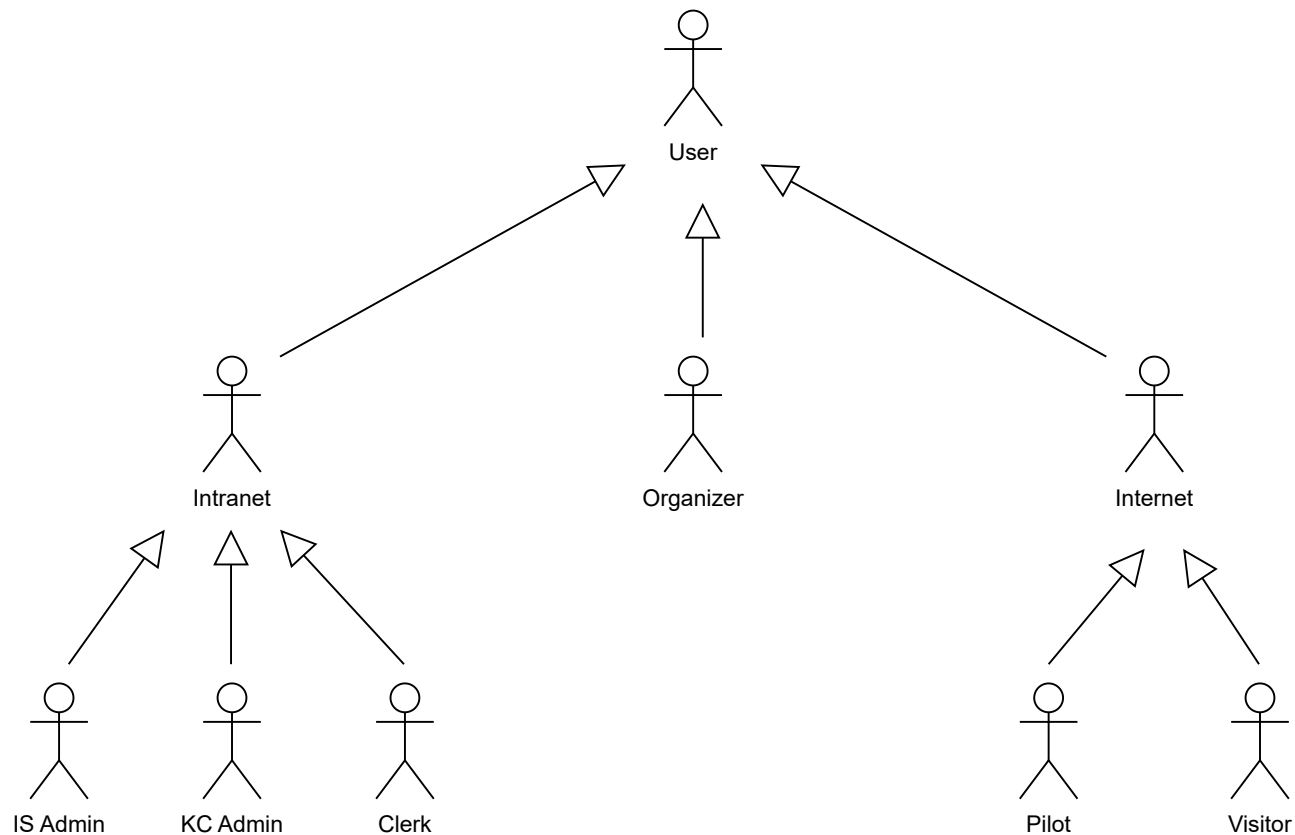 User
Intranet
Organizer
Internet
IS Admin
KC Admin
Clerk
Pilot
Visitor